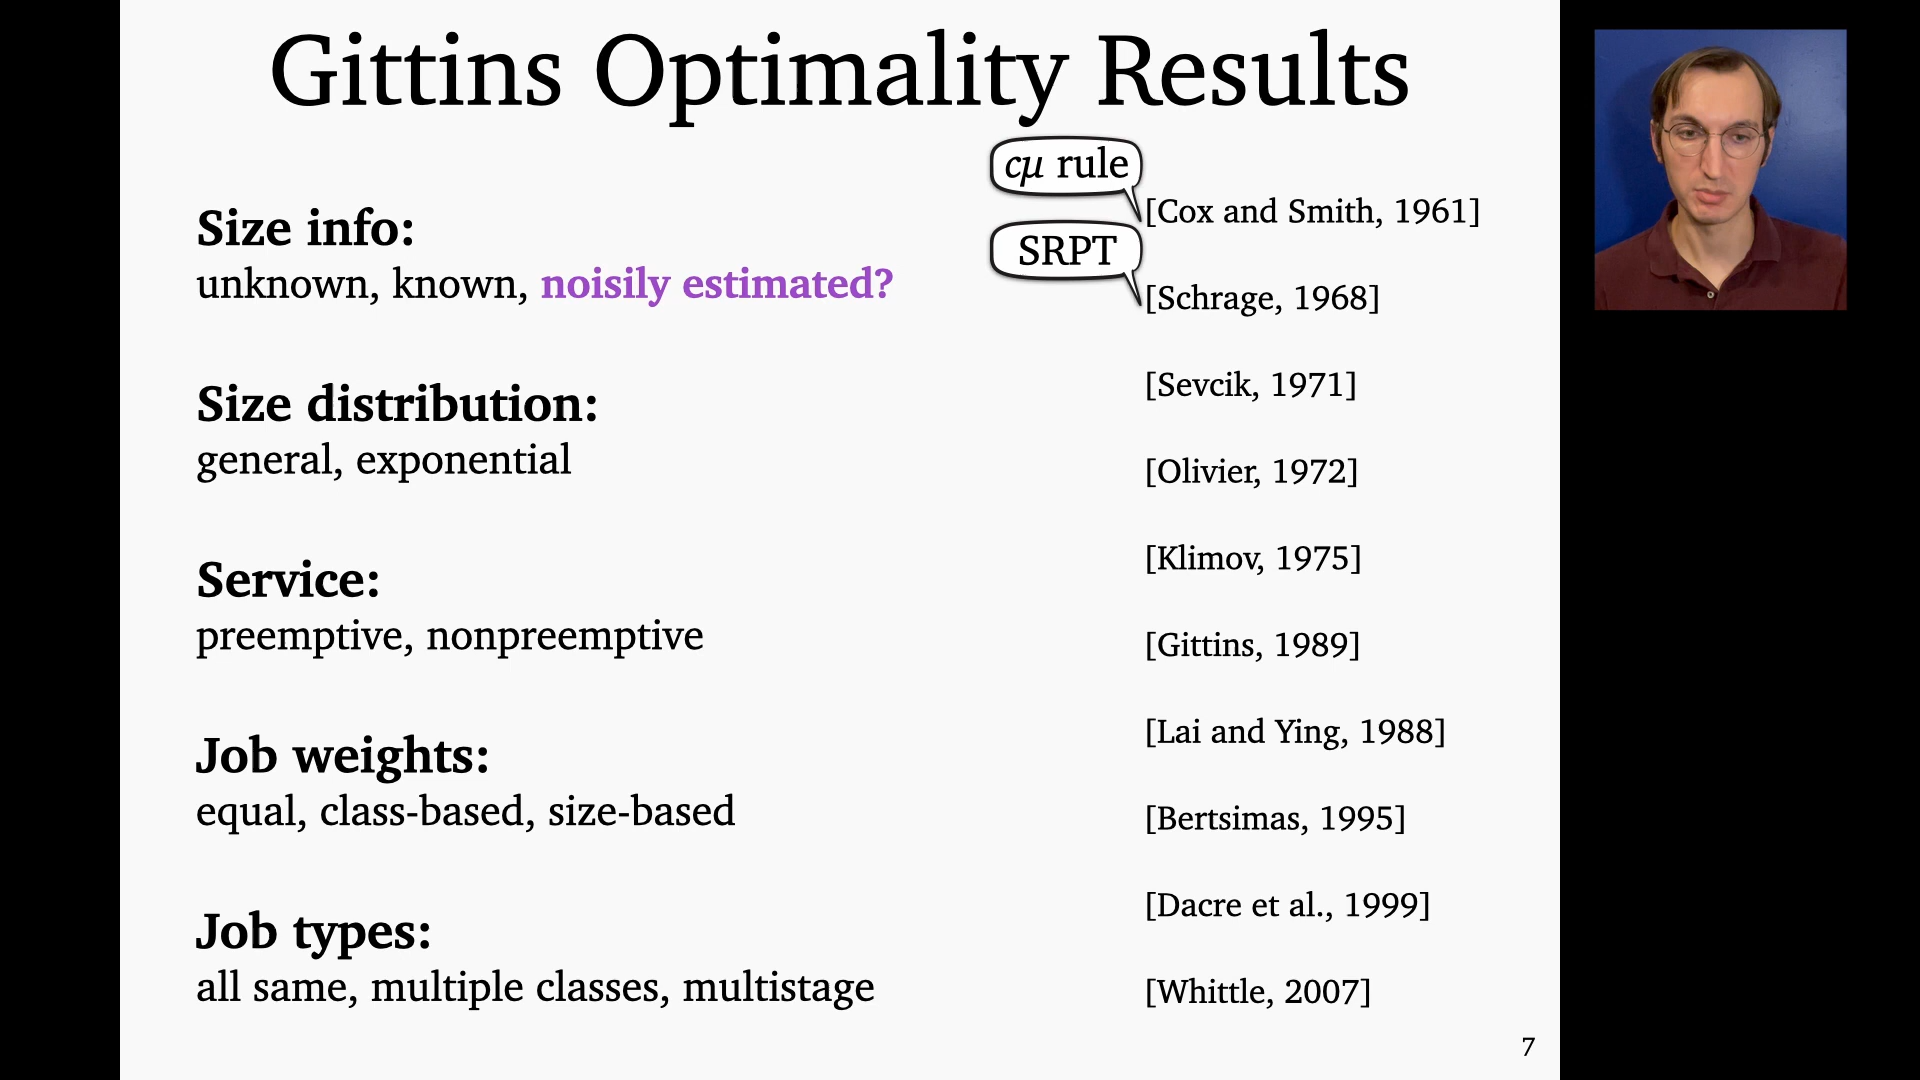 Gittins Optimality Results
Size info:
unknown, known, noisily estimated?
Size distribution:
general, exponential
Service:
preemptive, nonpreemptive
Job weights:
equal, class-based, size-based
Job types:
all same, multiple classes, multistage
cμ rule
[Cox and Smith, 1961]
SRPT
[Schrage, 1968]
[Sevcik, 1971]
[Olivier, 1972]
[Klimov, 1975]
[Gittins, 1989]
[Lai and Ying, 1988]
[Bertsimas, 1995]
[Dacre et al., 1999]
[Whittle, 2007]
7